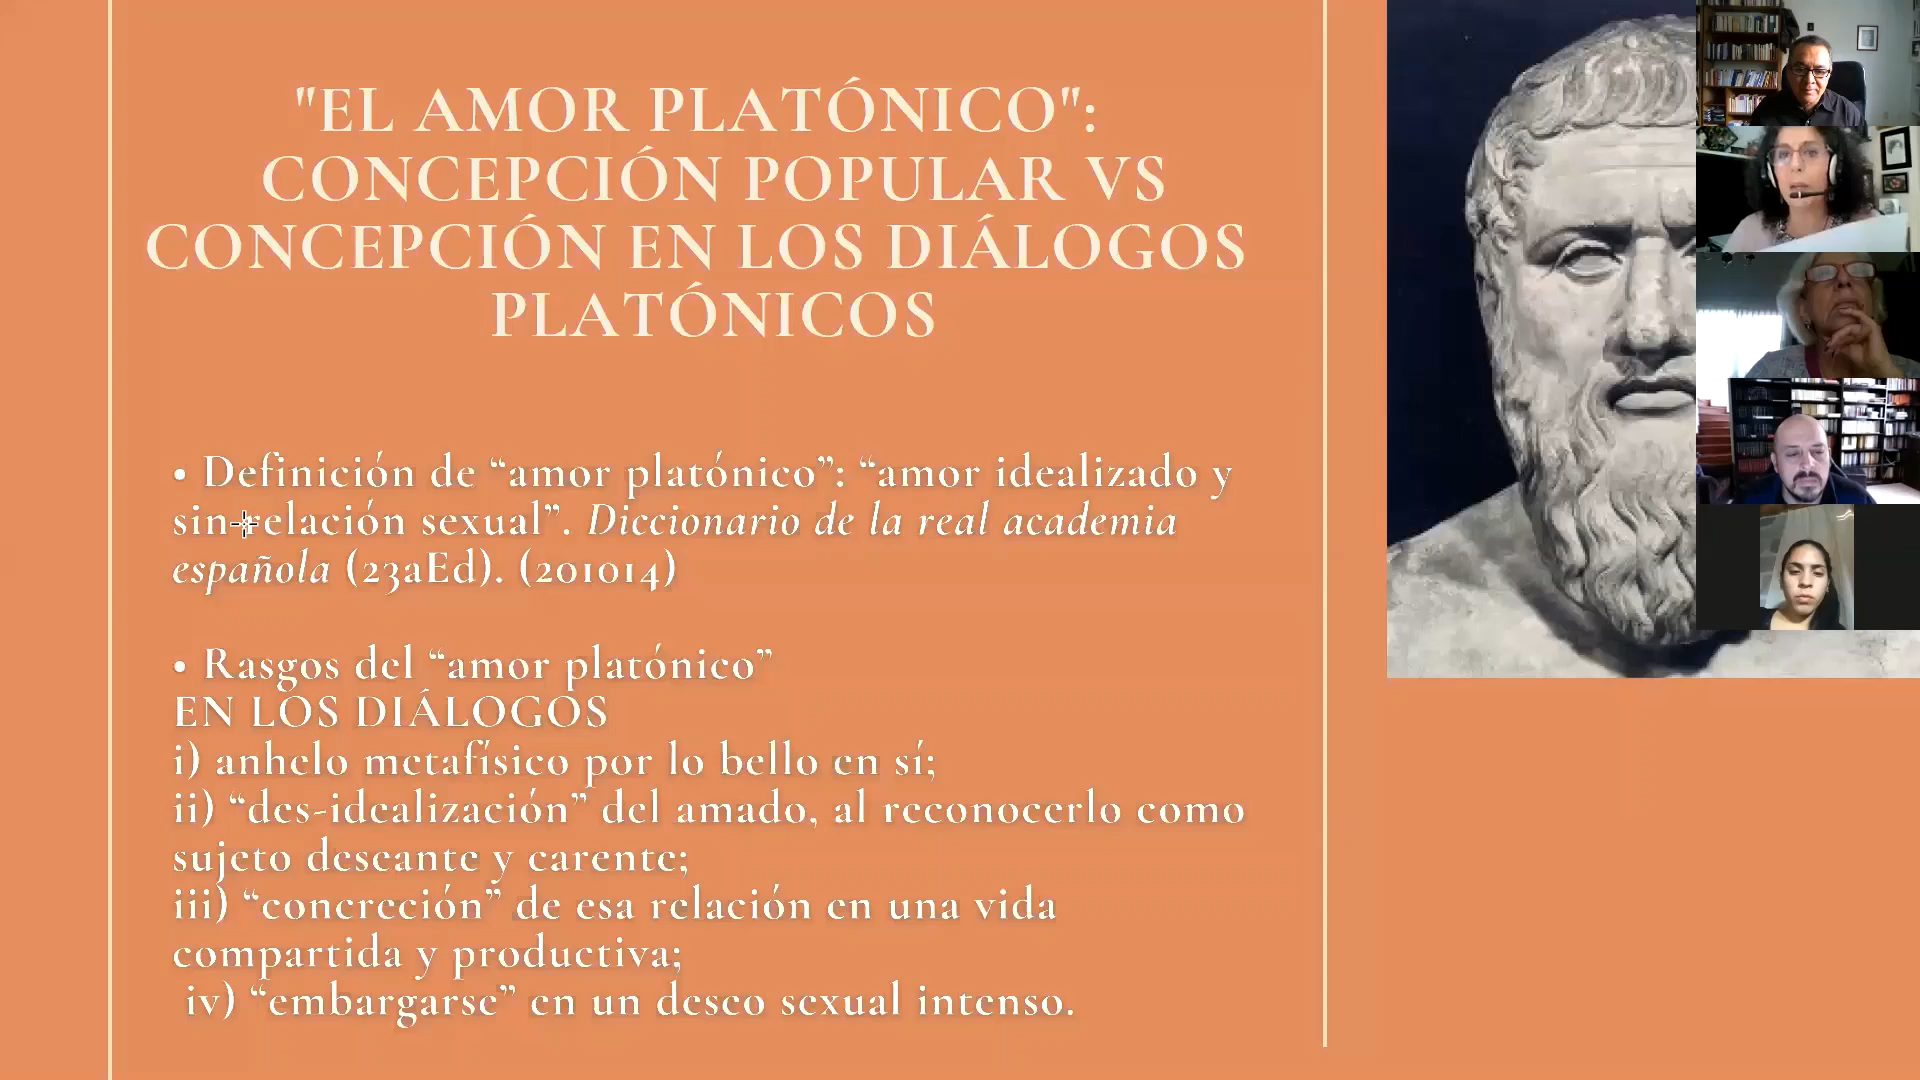 "EL AMOR PLATÓNICO":
CONCEPCIÓN POPULAR VS
CONCEPCIÓN EN LOS DIÁLOGOS
PLATÓNICOS
• Definición de “amor platónico”: “amor idealizado y
sin relación sexual”. Diccionario de la real academia
española (23aEd). (201014)
• Rasgos del “amor platónico”
EN LOS DIÁLOGOS
i) anhelo metafísico por lo bello en sí;
ii) “des-idealización” del amado, al reconocerlo como
sujeto deseante y carente;
iii) “concreción” de esa relación en una vida
compartida y productiva;
iv) “embargarse” en un deseo sexual intenso.